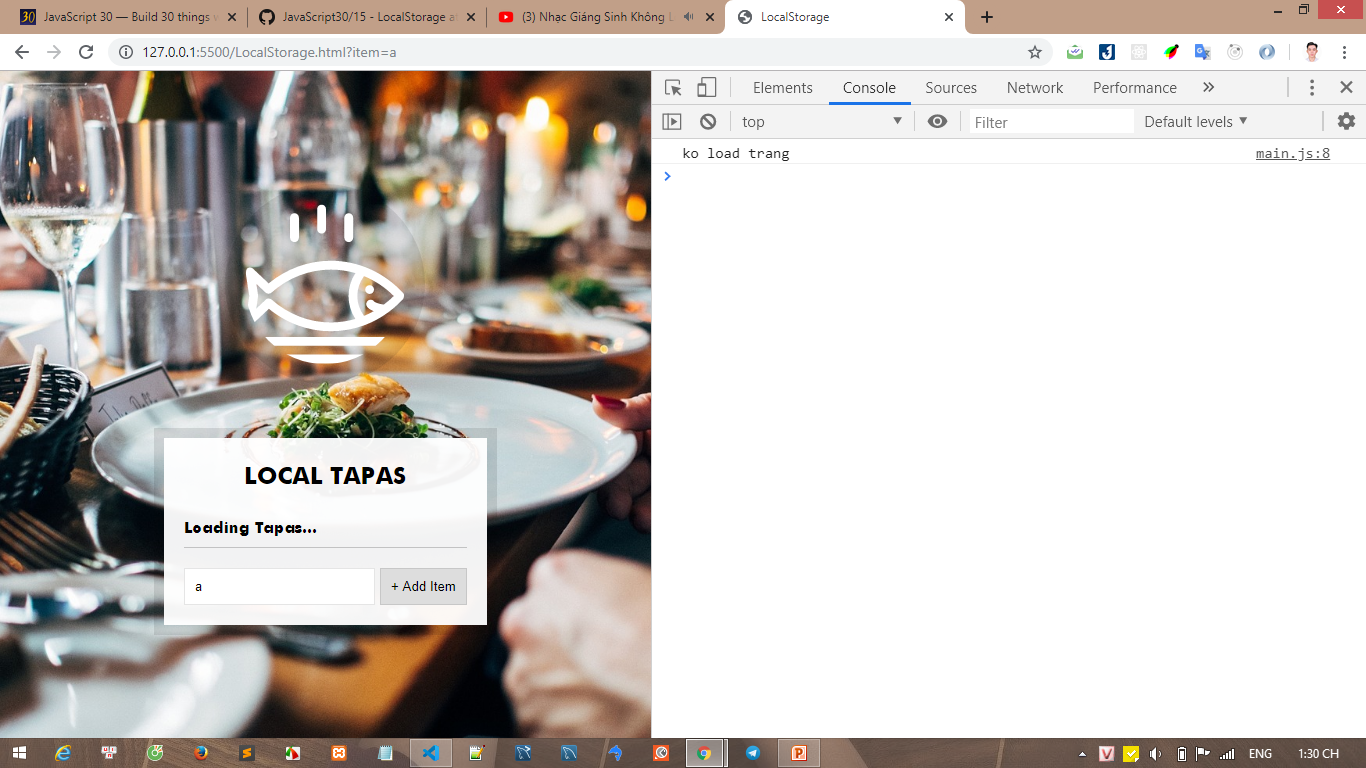 JavaScript 30 — Build 30 things
JavaScript30/15 - LocalStorage at
(3) Nhạc Giáng Sinh Không L
LocalStorage
127.0.0.1:5500/LocalStorage.html?item=a
Elements
Console
Sources
Network
Performance
top
Filter
Default levels
ko load trang
main.js:8
LOCAL TAPAS
Loading Tapas...
a
+ Add Item
ENG
1:30 CH